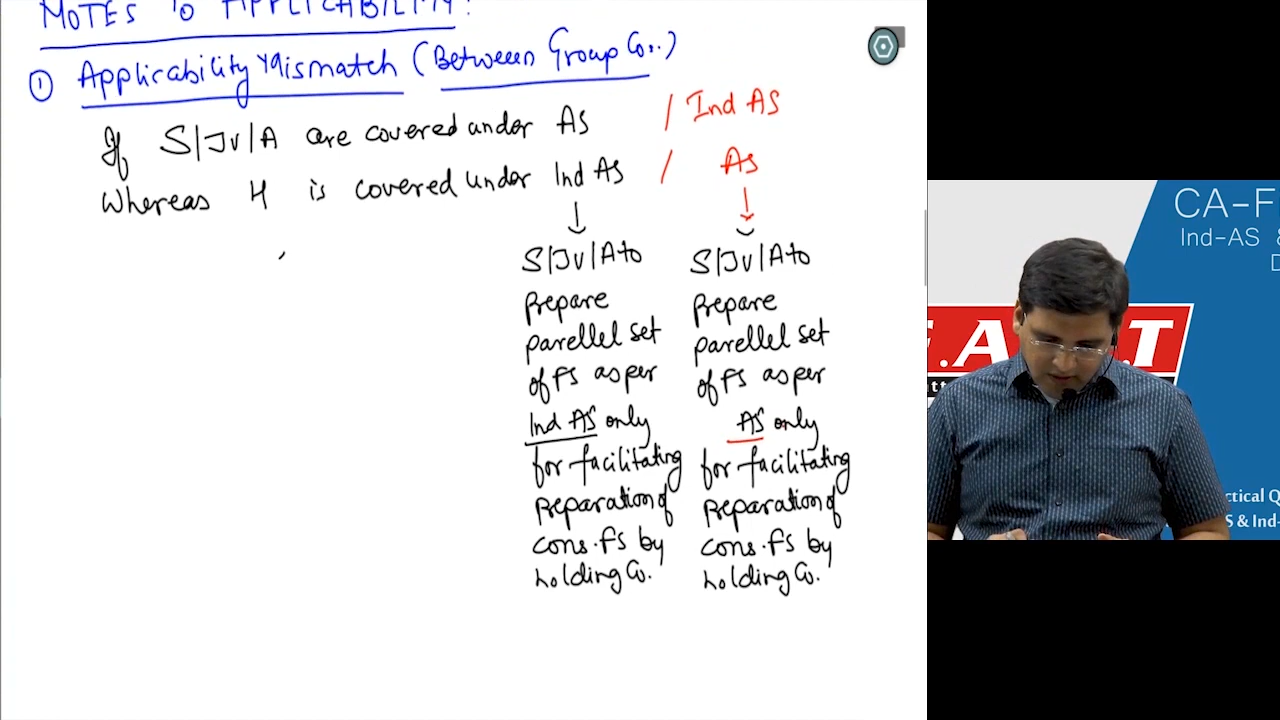 NOTES TO APPLICABILITY:
① Applicability Mismatch (Between Group Co..)
If S/JV/A are covered under AS / Ind AS
Whereas H is covered under Ind AS / AS
S/JV/A to
prepare
parellel set
of FS as per
Ind AS only
for facilitating
preparation of
cons. FS by
holding Co.
S/JV/A to
prepare
parellel set
of FS as per
AS only
for facilitating
preparation of
cons. FS by
holding Co.
CA-F
Ind-AS &
D
F.A.
T
att
ctical Q
S & Ind-